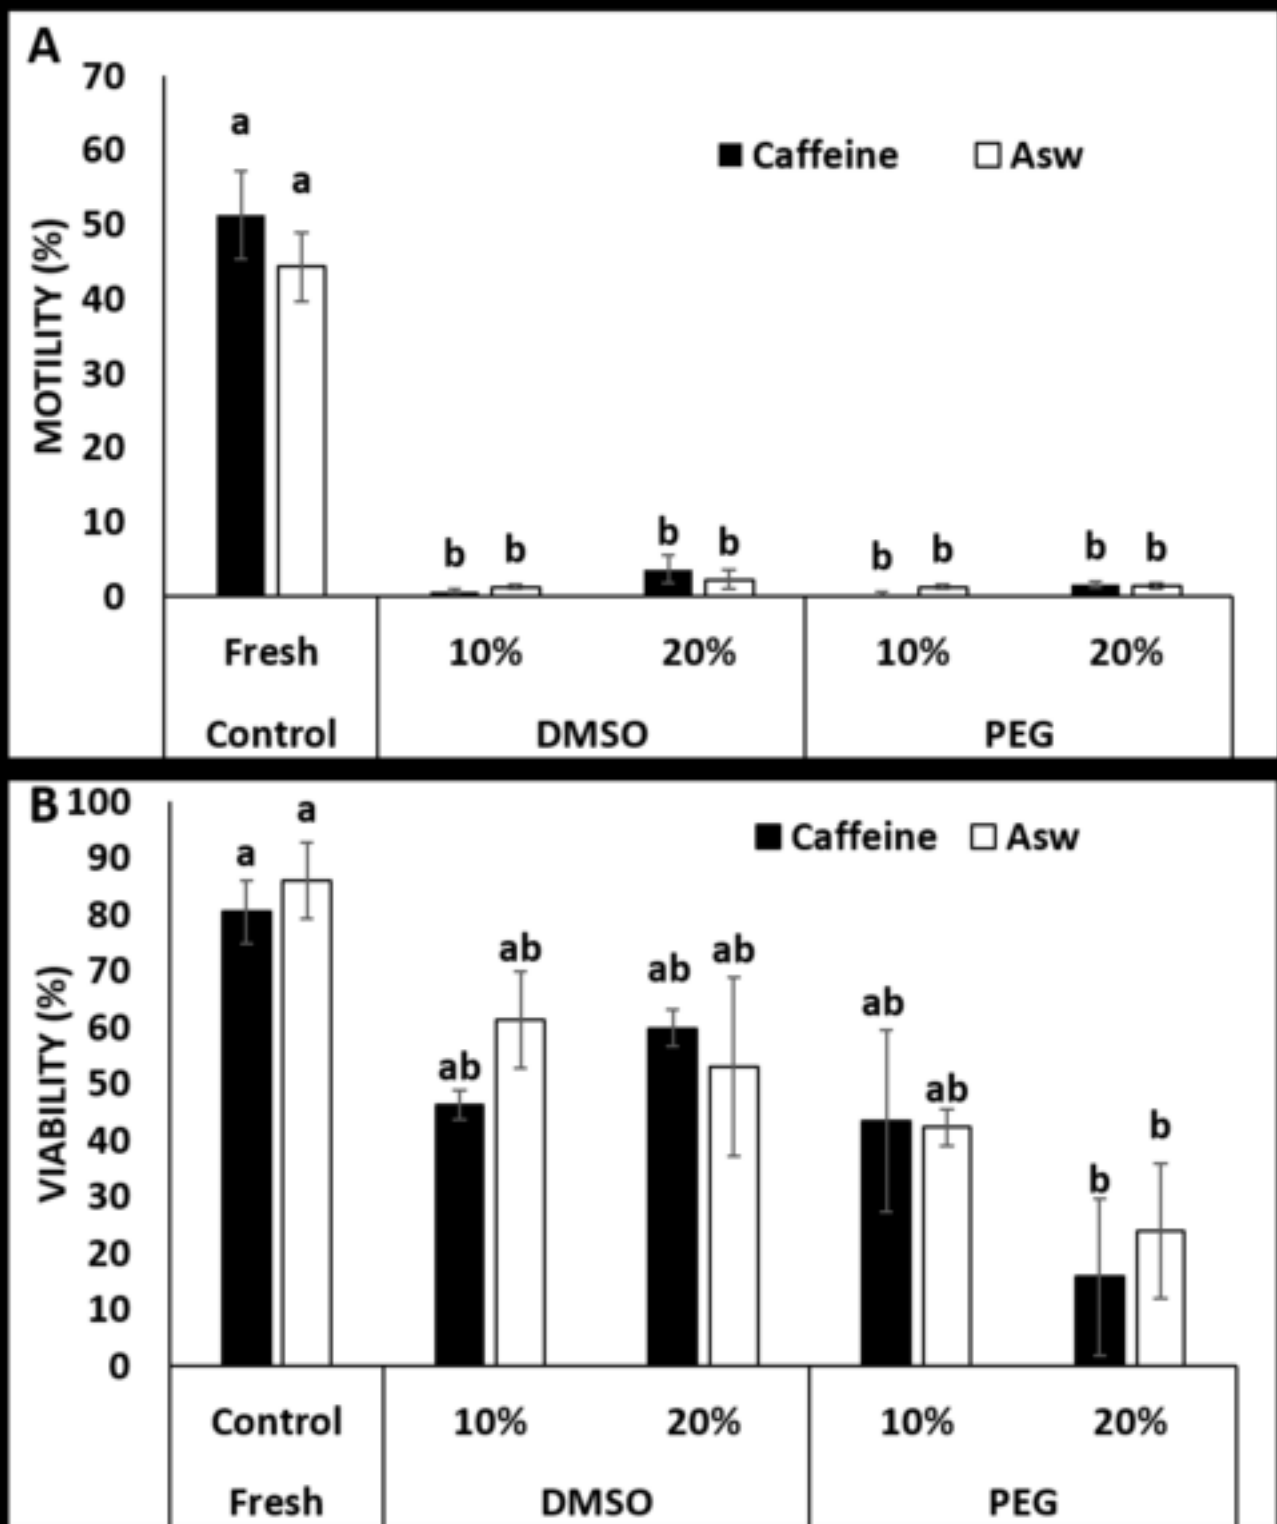 A
70
a
60
Caffeine Asw
a
50
40
30
20
10
b b b b b b b b
0
MOTILITY (%)
Fresh 10% 20% 10% 20%
Control DMSO PEG
B 100
a
90
a
Caffeine Asw
80
70
ab ab ab ab
60
50
ab ab
40
b
30
b
20
10
0
VIABILITY (%)
Control 10% 20% 10% 20%
Fresh DMSO PEG